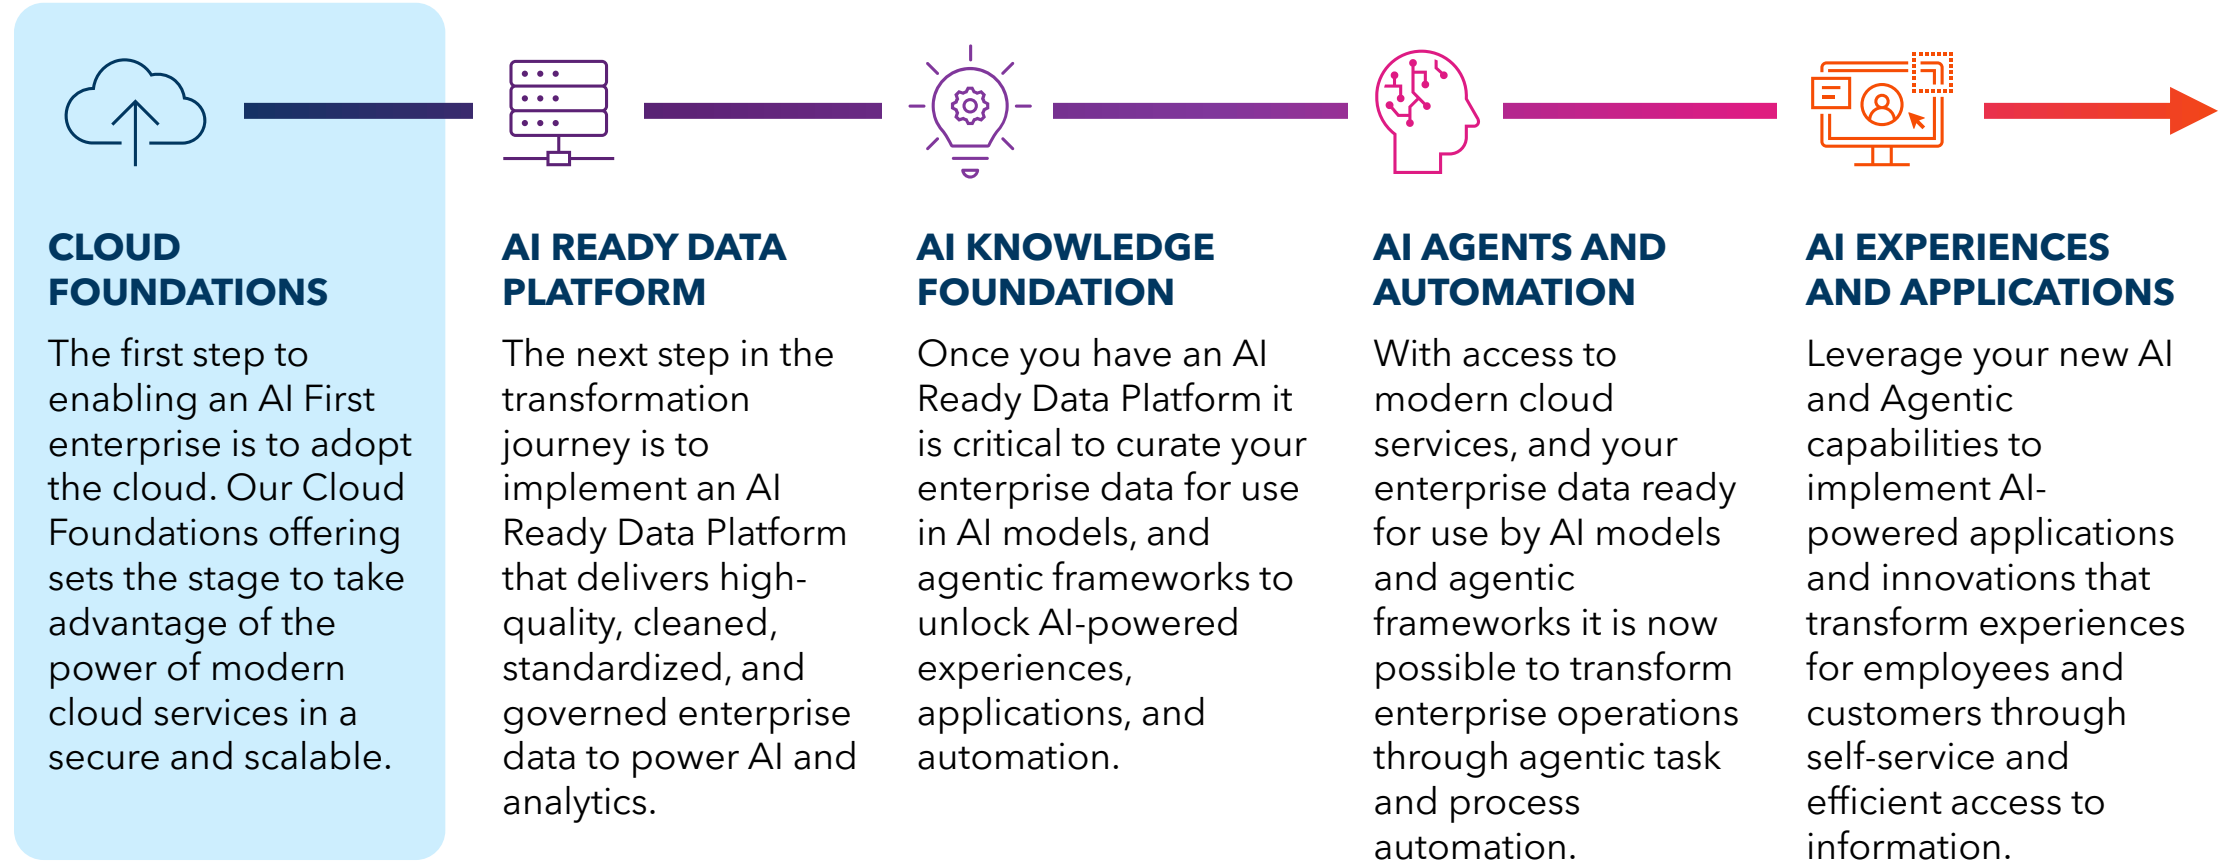 CLOUD
FOUNDATIONS
The first step to
enabling an AI First
enterprise is to adopt
the cloud. Our Cloud
Foundations offering
sets the stage to take
advantage of the
power of modern
cloud services in a
secure and scalable.
AI READY DATA
PLATFORM
The next step in the
transformation
journey is to
implement an AI
Ready Data Platform
that delivers high-
quality, cleaned,
standardized, and
governed enterprise
data to power AI and
analytics.
AI KNOWLEDGE
FOUNDATION
Once you have an AI
Ready Data Platform it
is critical to curate your
enterprise data for use
in AI models, and
agentic frameworks to
unlock AI-powered
experiences,
applications, and
automation.
AI AGENTS AND
AUTOMATION
With access to
modern cloud
services, and your
enterprise data ready
for use by AI models
and agentic
frameworks it is now
possible to transform
enterprise operations
through agentic task
and process
automation.
AI EXPERIENCES
AND APPLICATIONS
Leverage your new AI
and Agentic
capabilities to
implement AI-
powered applications
and innovations that
transform experiences
for employees and
customers through
self-service and
efficient access to
information.